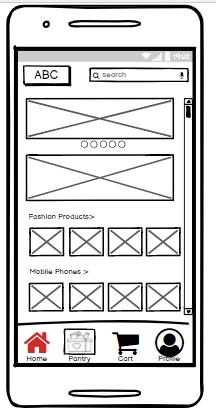 ABC
search
Fashion Products>
Mobile Phones >
Home Pantry Cart Profile